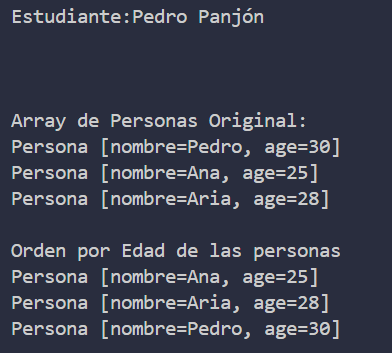 Estudiante:Pedro Panjón
Array de Personas Original:
Persona [nombre=Pedro, age=30]
Persona [nombre=Ana, age=25]
Persona [nombre=Aria, age=28]
Orden por Edad de las personas
Persona [nombre=Ana, age=25]
Persona [nombre=Aria, age=28]
Persona [nombre=Pedro, age=30]